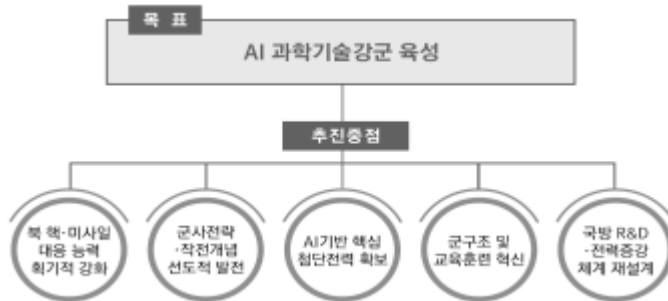 목 표
AI 과학기술강군 육성
추진중점
북 핵·미사일
대응 능력
획기적 강화
군사전략
·작전개념
선도적 발전
AI기반 핵심
첨단전력 확보
군구조 및
교육훈련 혁신
국방 R&D
·전력증강
체계 재설계